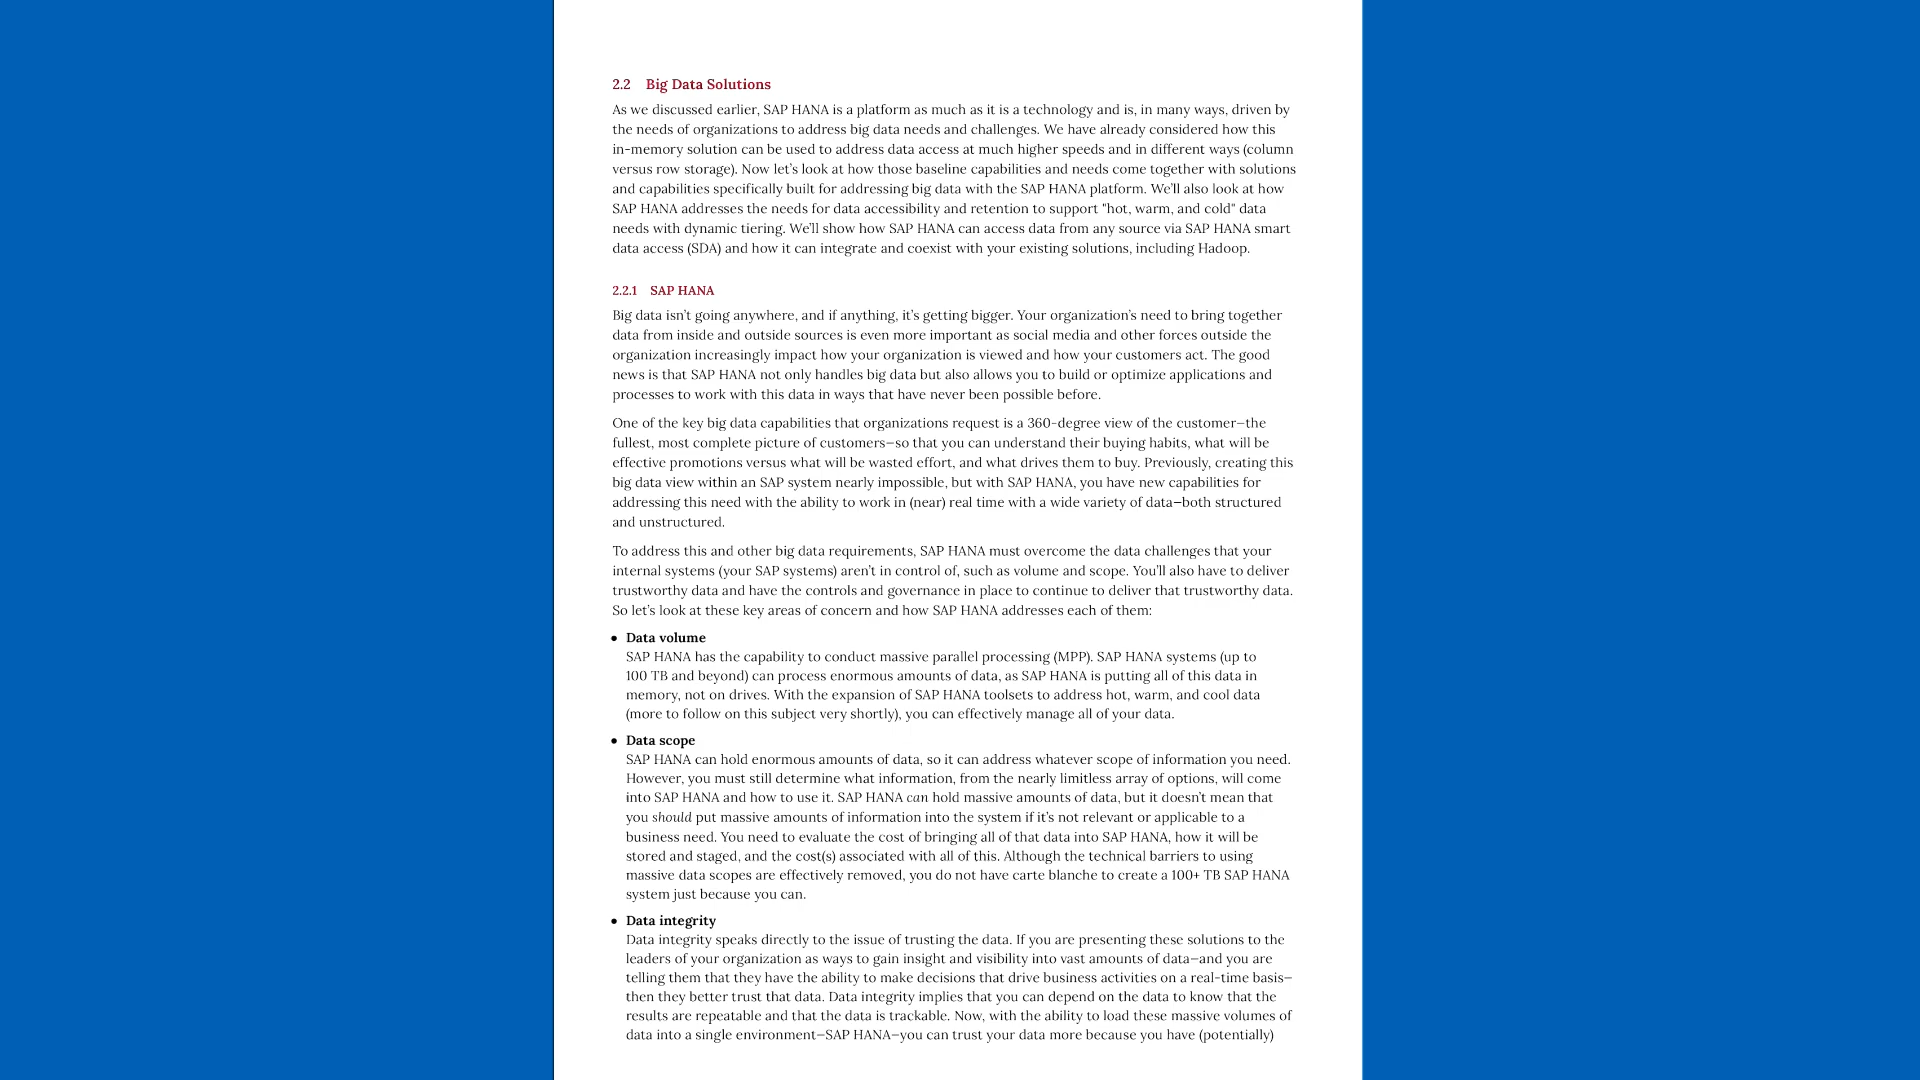 2.2 Big Data Solutions
As we discussed earlier, SAP HANA is a platform as much as it is a technology and is, in many ways, driven by
the needs of organizations to address big data needs and challenges. We have already considered how this
in-memory solution can be used to address data access at much higher speeds and in different ways (column
versus row storage). Now let's look at how those baseline capabilities and needs come together with solutions
and capabilities specifically built for addressing big data with the SAP HANA platform. We'll also look at how
SAP HANA addresses the needs for data accessibility and retention to support "hot, warm, and cold" data
needs with dynamic tiering. We'll show how SAP HANA can access data from any source via SAP HANA smart
data access (SDA) and how it can integrate and coexist with your existing solutions, including Hadoop.
2.2.1 SAP HANA
Big data isn't going anywhere, and if anything, it's getting bigger. Your organization's need to bring together
data from inside and outside sources is even more important as social media and other forces outside the
organization increasingly impact how your organization is viewed and how your customers act. The good
news is that SAP HANA not only handles big data but also allows you to build or optimize applications and
processes to work with this data in ways that have never been possible before.
One of the key big data capabilities that organizations request is a 360-degree view of the customer—the
fullest, most complete picture of customers—so that you can understand their buying habits, what will be
effective promotions versus what will be wasted effort, and what drives them to buy. Previously, creating this
big data view within an SAP system nearly impossible, but with SAP HANA, you have new capabilities for
addressing this need with the ability to work in (near) real time with a wide variety of data—both structured
and unstructured.
To address this and other big data requirements, SAP HANA must overcome the data challenges that your
internal systems (your SAP systems) aren't in control of, such as volume and scope. You'll also have to deliver
trustworthy data and have the controls and governance in place to continue to deliver that trustworthy data.
So let's look at these key areas of concern and how SAP HANA addresses each of them:
● Data volume
SAP HANA has the capability to conduct massive parallel processing (MPP). SAP HANA systems (up to
100 TB and beyond) can process enormous amounts of data, as SAP HANA is putting all of this data in
memory, not on drives. With the expansion of SAP HANA toolsets to address hot, warm, and cool data
(more to follow on this subject very shortly), you can effectively manage all of your data.
● Data scope
SAP HANA can hold enormous amounts of data, so it can address whatever scope of information you need.
However, you must still determine what information, from the nearly limitless array of options, will come
into SAP HANA and how to use it. SAP HANA can hold massive amounts of data, but it doesn't mean that
you should put massive amounts of information into the system if it's not relevant or applicable to a
business need. You need to evaluate the cost of bringing all of that data into SAP HANA, how it will be
stored and staged, and the cost(s) associated with all of this. Although the technical barriers to using
massive data scopes are effectively removed, you do not have carte blanche to create a 100+ TB SAP HANA
system just because you can.
● Data integrity
Data integrity speaks directly to the issue of trusting the data. If you are presenting these solutions to the
leaders of your organization as ways to gain insight and visibility into vast amounts of data—and you are
telling them that they have the ability to make decisions that drive business activities on a real-time basis—
then they better trust that data. Data integrity implies that you can depend on the data to know that the
results are repeatable and that the data is trackable. Now, with the ability to load these massive volumes of
data into a single environment—SAP HANA—you can trust your data more because you have (potentially)